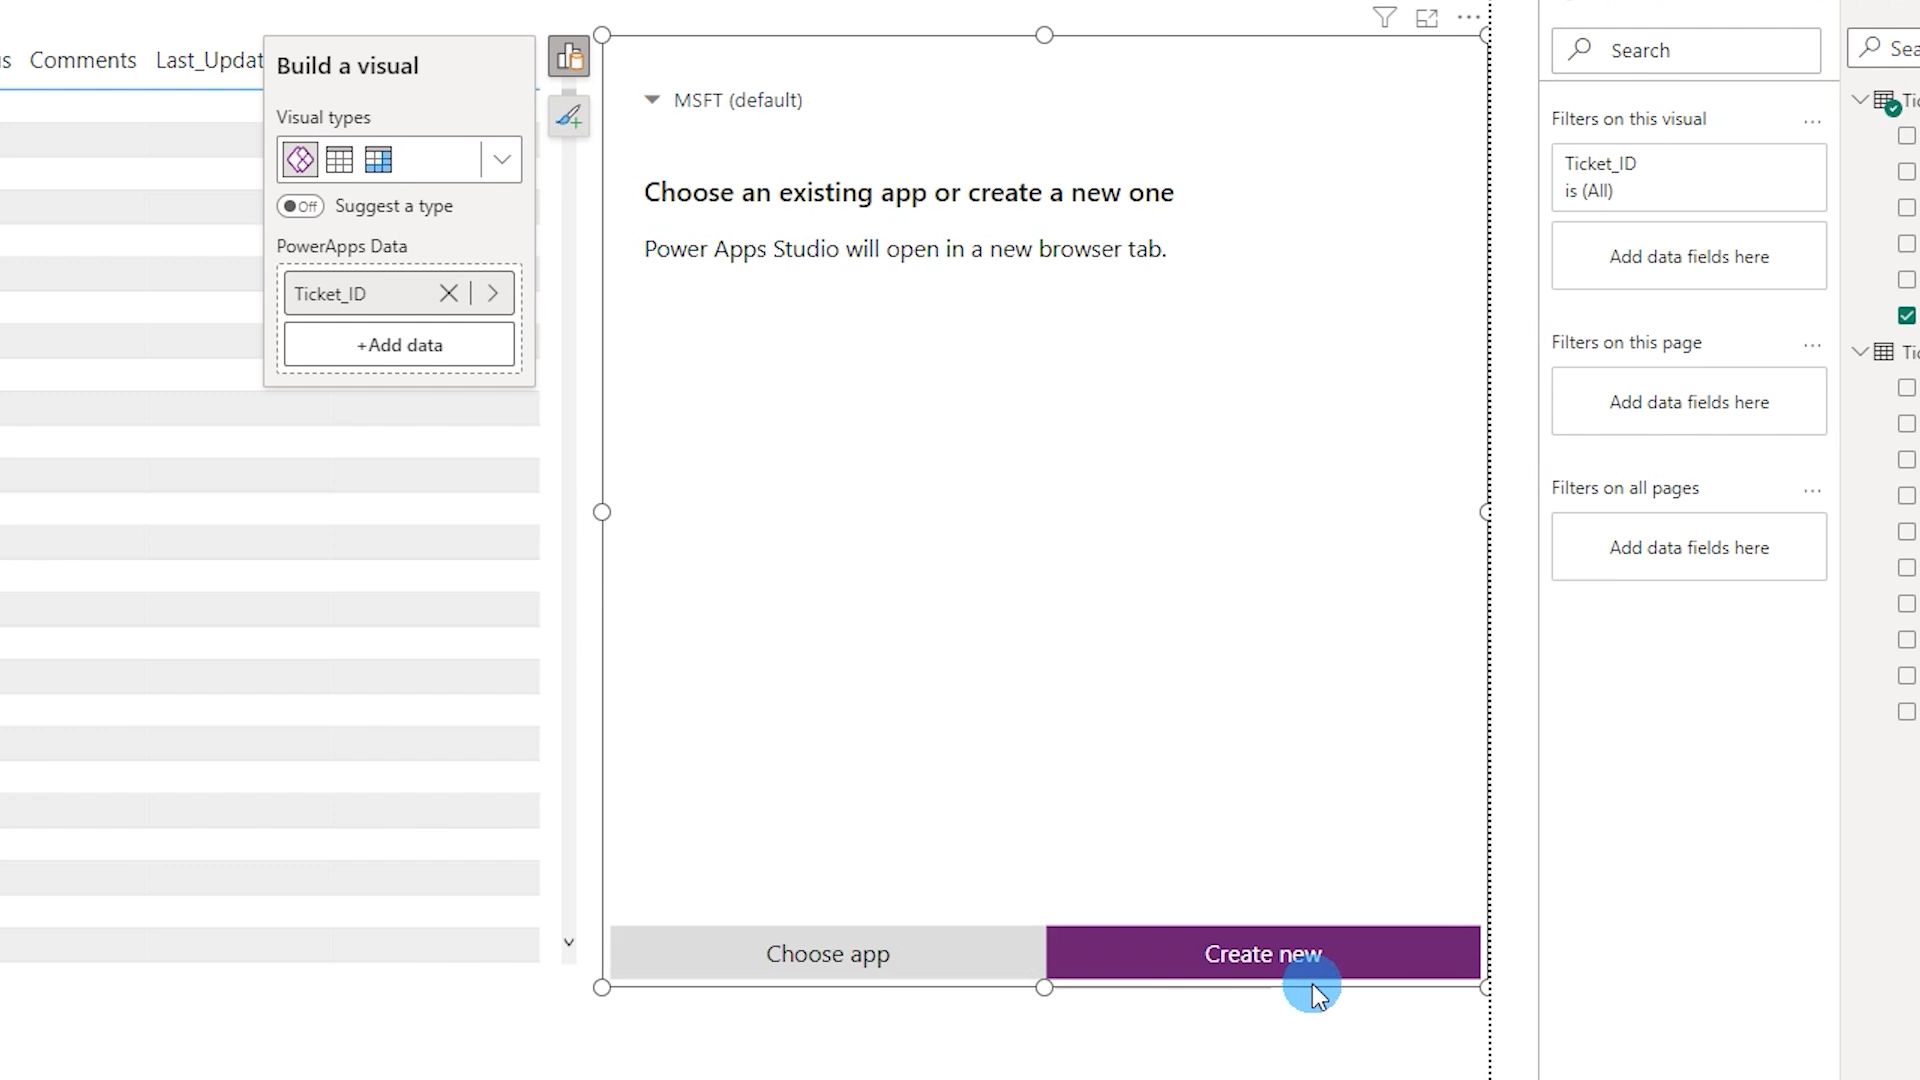 s Comments Last_Updat
Build a visual
Visual types
Off Suggest a type
PowerApps Data
Ticket_ID
+Add data
MSFT (default)
Choose an existing app or create a new one
Power Apps Studio will open in a new browser tab.
Choose app
Create new
Search
Filters on this visual ...
Ticket_ID
is (All)
Add data fields here
Filters on this page ...
Add data fields here
Filters on all pages ...
Add data fields here
Sea
Tic
Tic